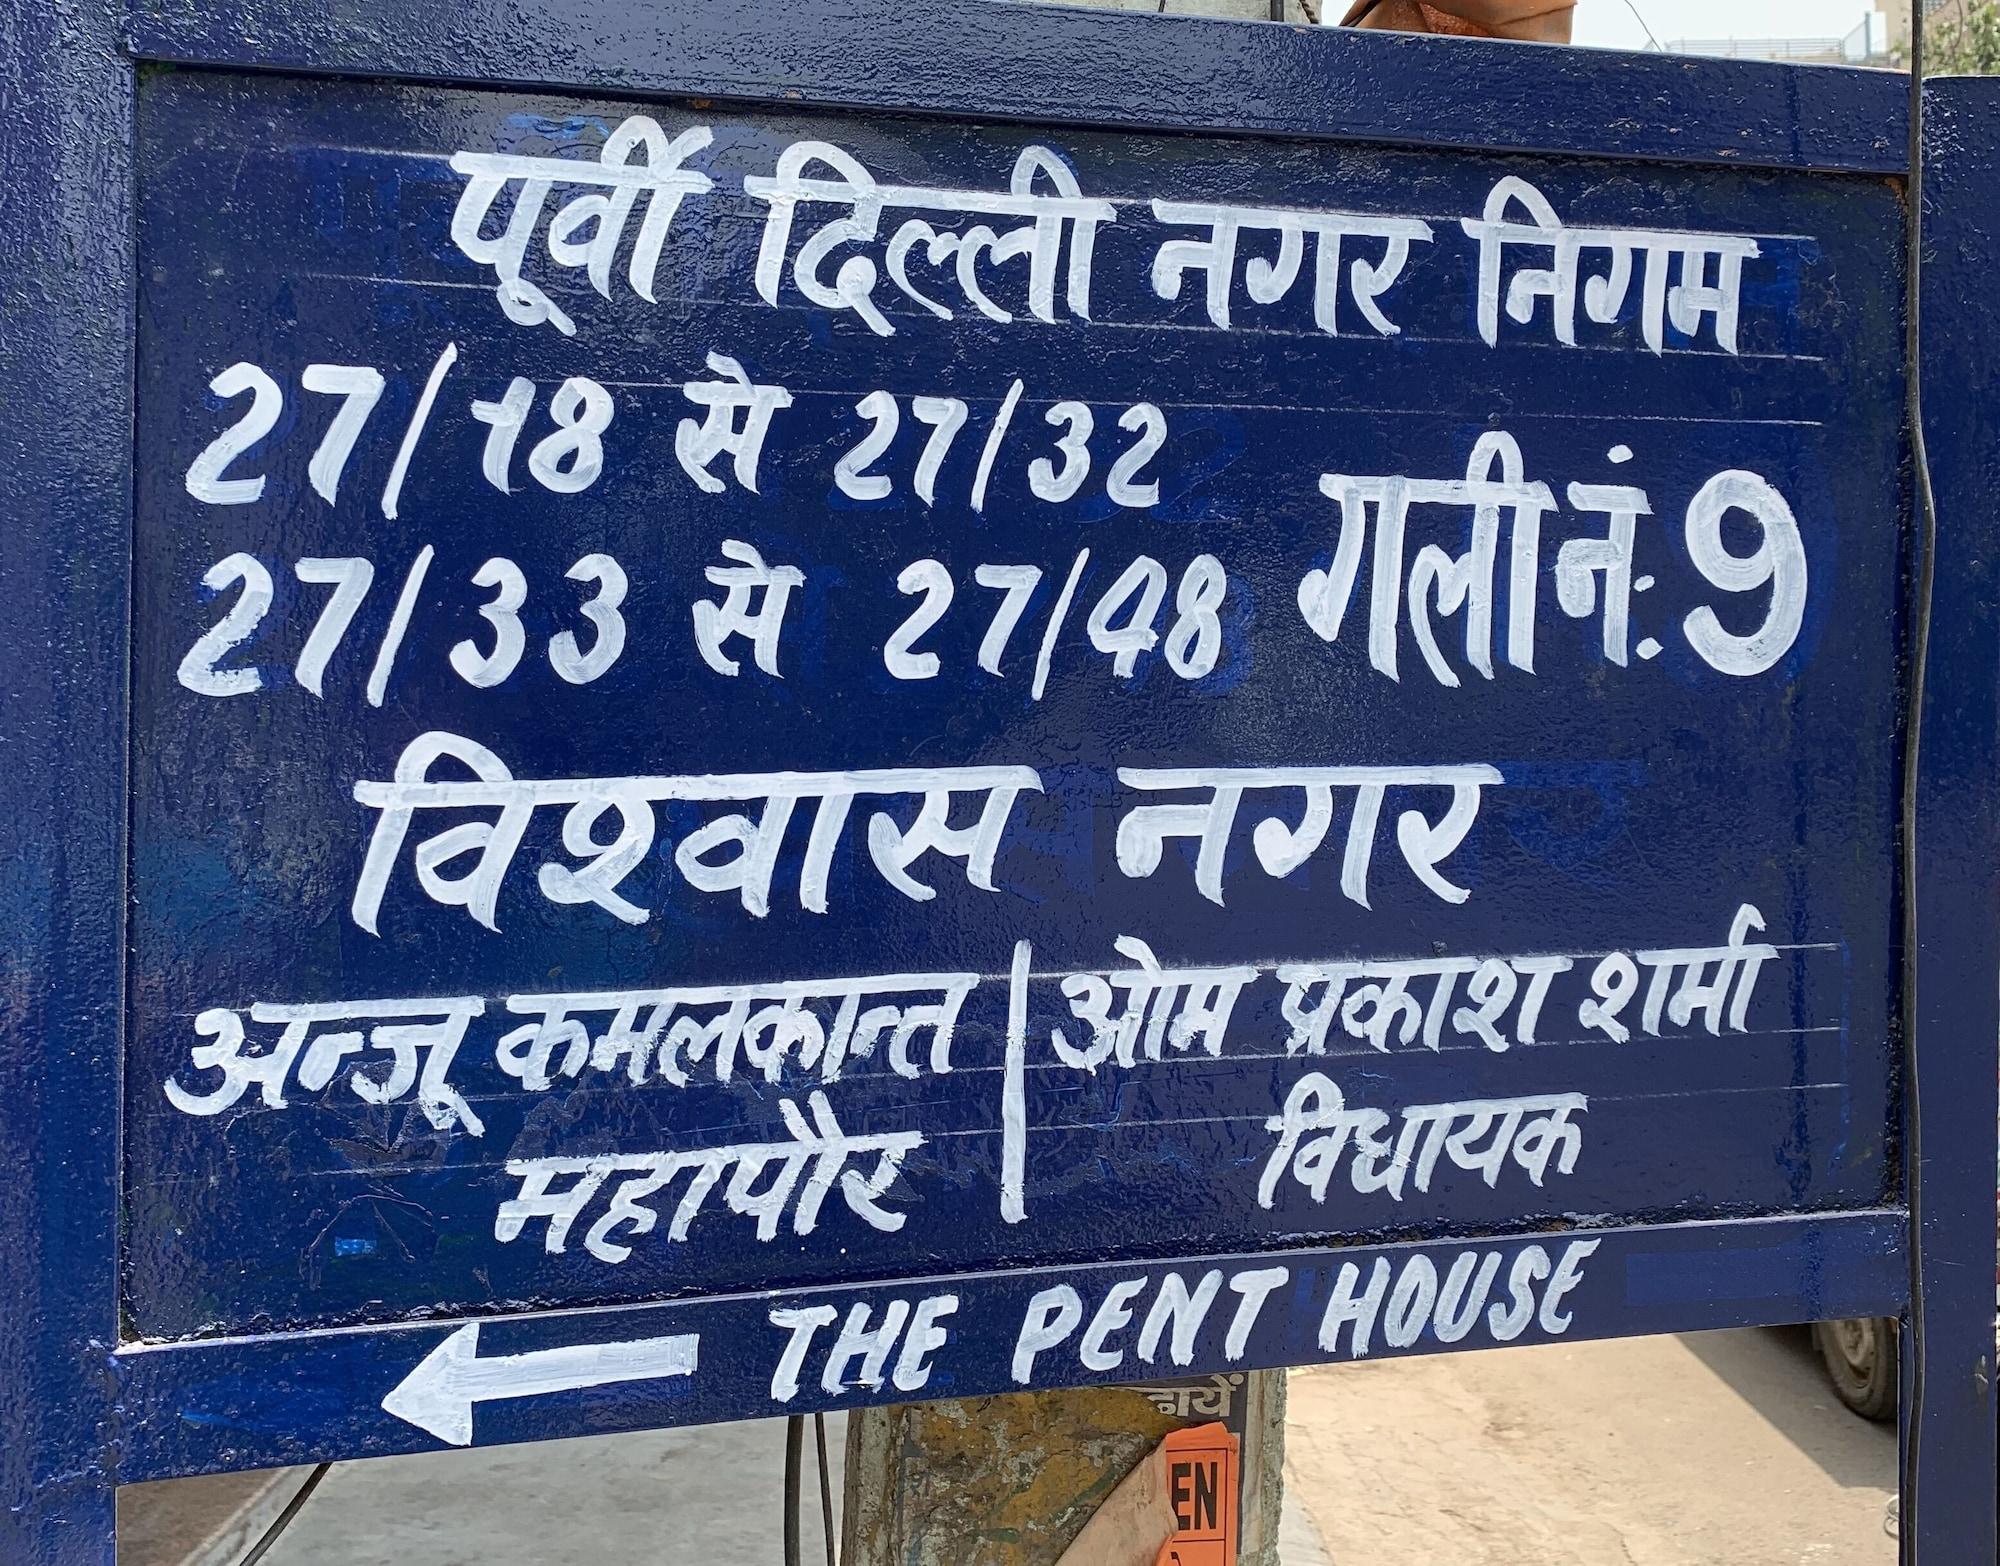 पूर्वी दिल्ली नगर निगम
27/18 से 27/32
27/33 से 27/48
गली नं॰: 9
विश्वास नगर
अन्जू कमलकान्त
महापौर
ओम प्रकाश शर्मा
विधायक
THE PENT HOUSE
EN